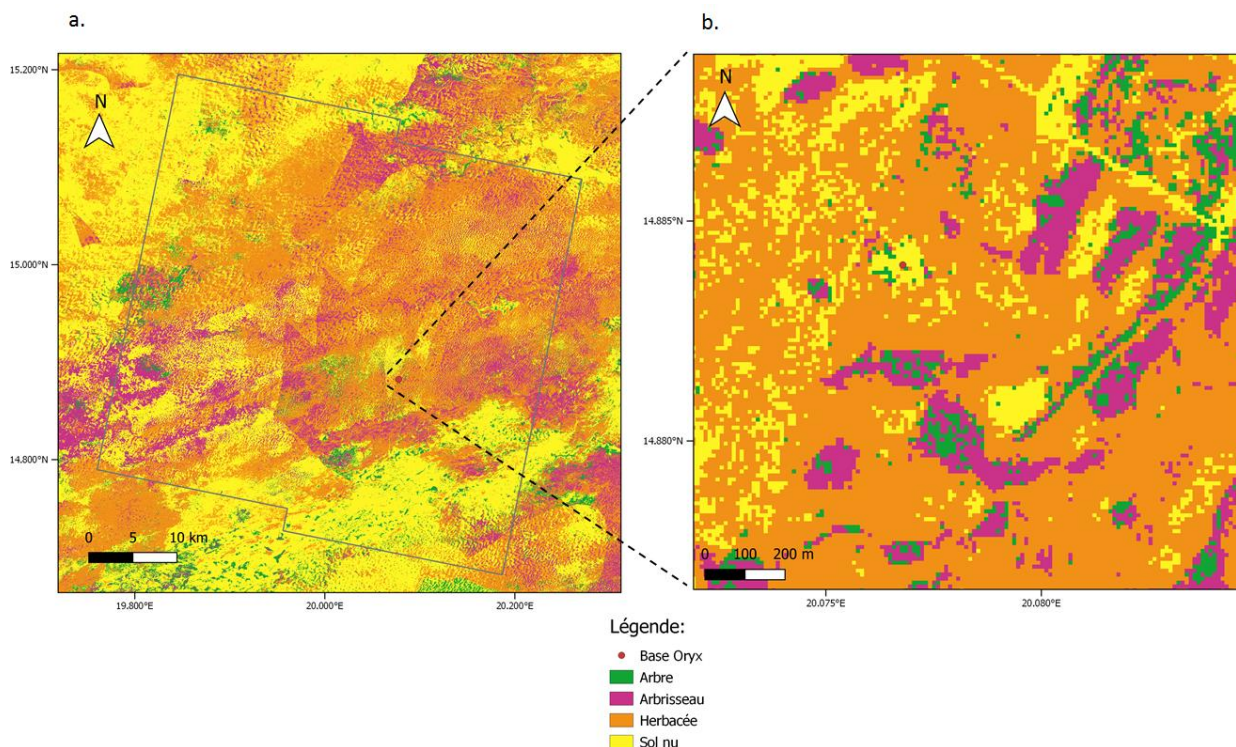 a.
b.
15.200°N
15.000°N
14.800°N
N
0 5 10 km
19.800°E 20.000°E 20.200°E
N
14.885°N
14.880°N
0 100 200 m
20.075°E 20.080°E
Légende:
Base Oryx
Arbre
Arbrisseau
Herbacée
Sol nu